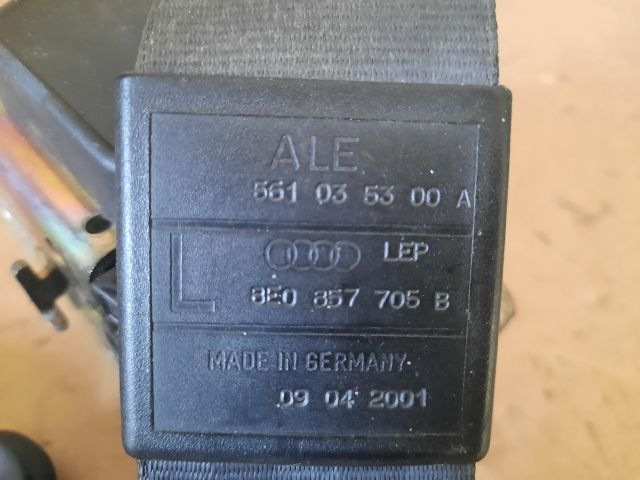 ALE
561 03 53 00 A
L
LEP
8E0 857 705 B
MADE IN GERMANY
09 04 2001